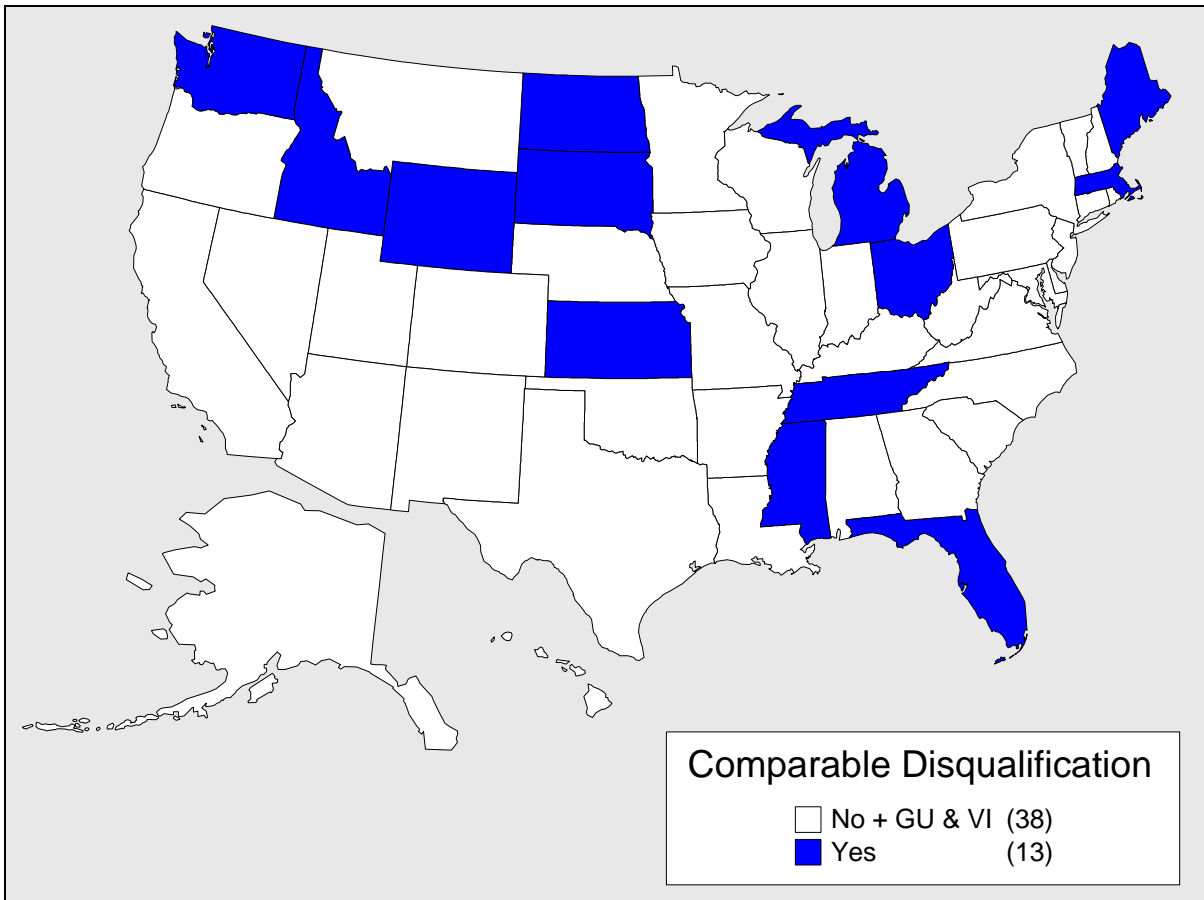 Comparable Disqualification
No + GU & VI (38)
Yes (13)